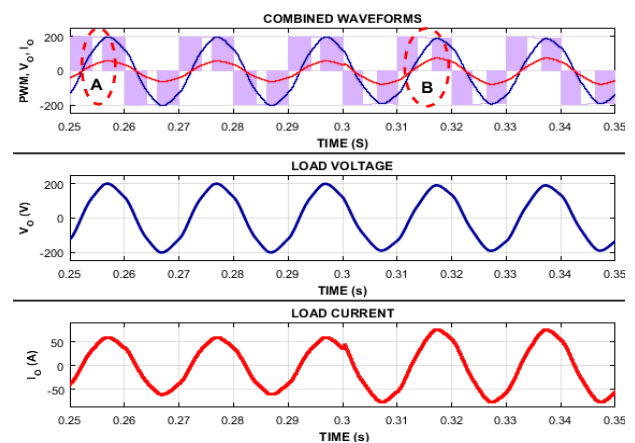 COMBINED WAVEFORMS
PWM, Vo, Io
200
0
-200
A
B
0.25 0.26 0.27 0.28 0.29 0.3 0.31 0.32 0.33 0.34 0.35
TIME (S)
LOAD VOLTAGE
Vo (V)
200
0
-200
0.25 0.26 0.27 0.28 0.29 0.3 0.31 0.32 0.33 0.34 0.35
TIME (s)
LOAD CURRENT
Io (A)
50
0
-50
0.25 0.26 0.27 0.28 0.29 0.3 0.31 0.32 0.33 0.34 0.35
TIME (s)